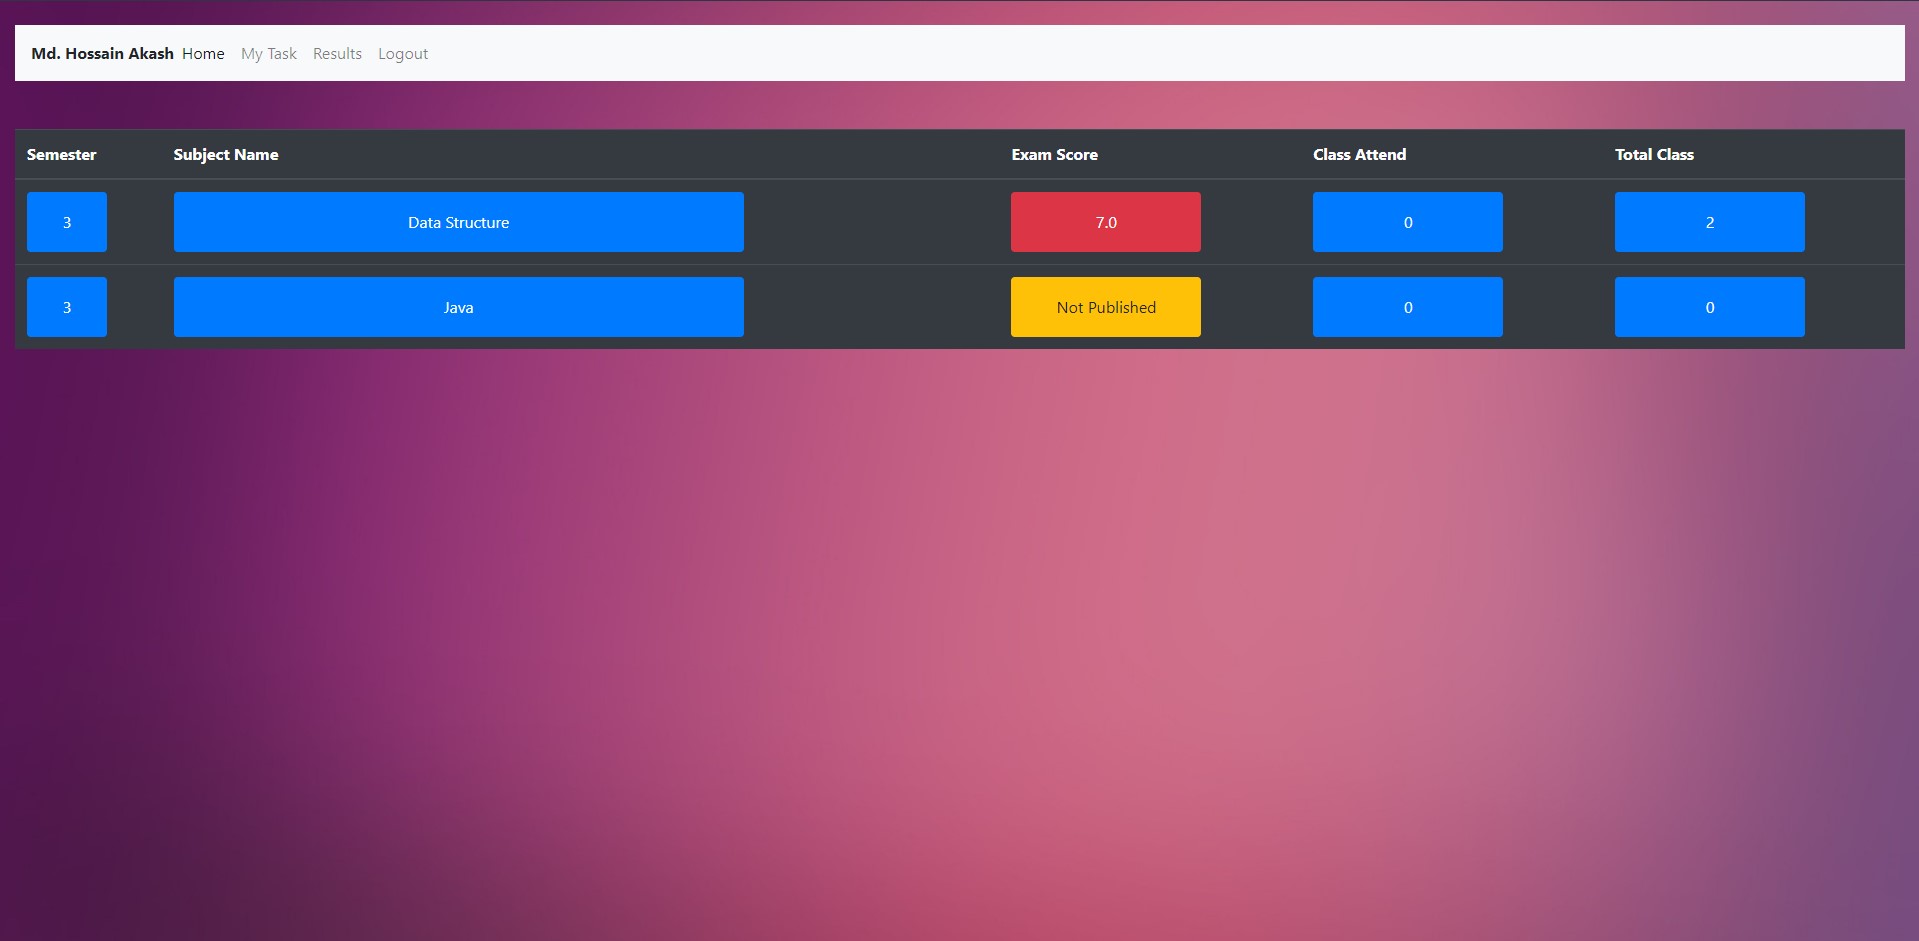 Md. Hossain Akash Home My Task Results Logout
Semester Subject Name Exam Score Class Attend Total Class
3 Data Structure 7.0 0 2
3 Java Not Published 0 0